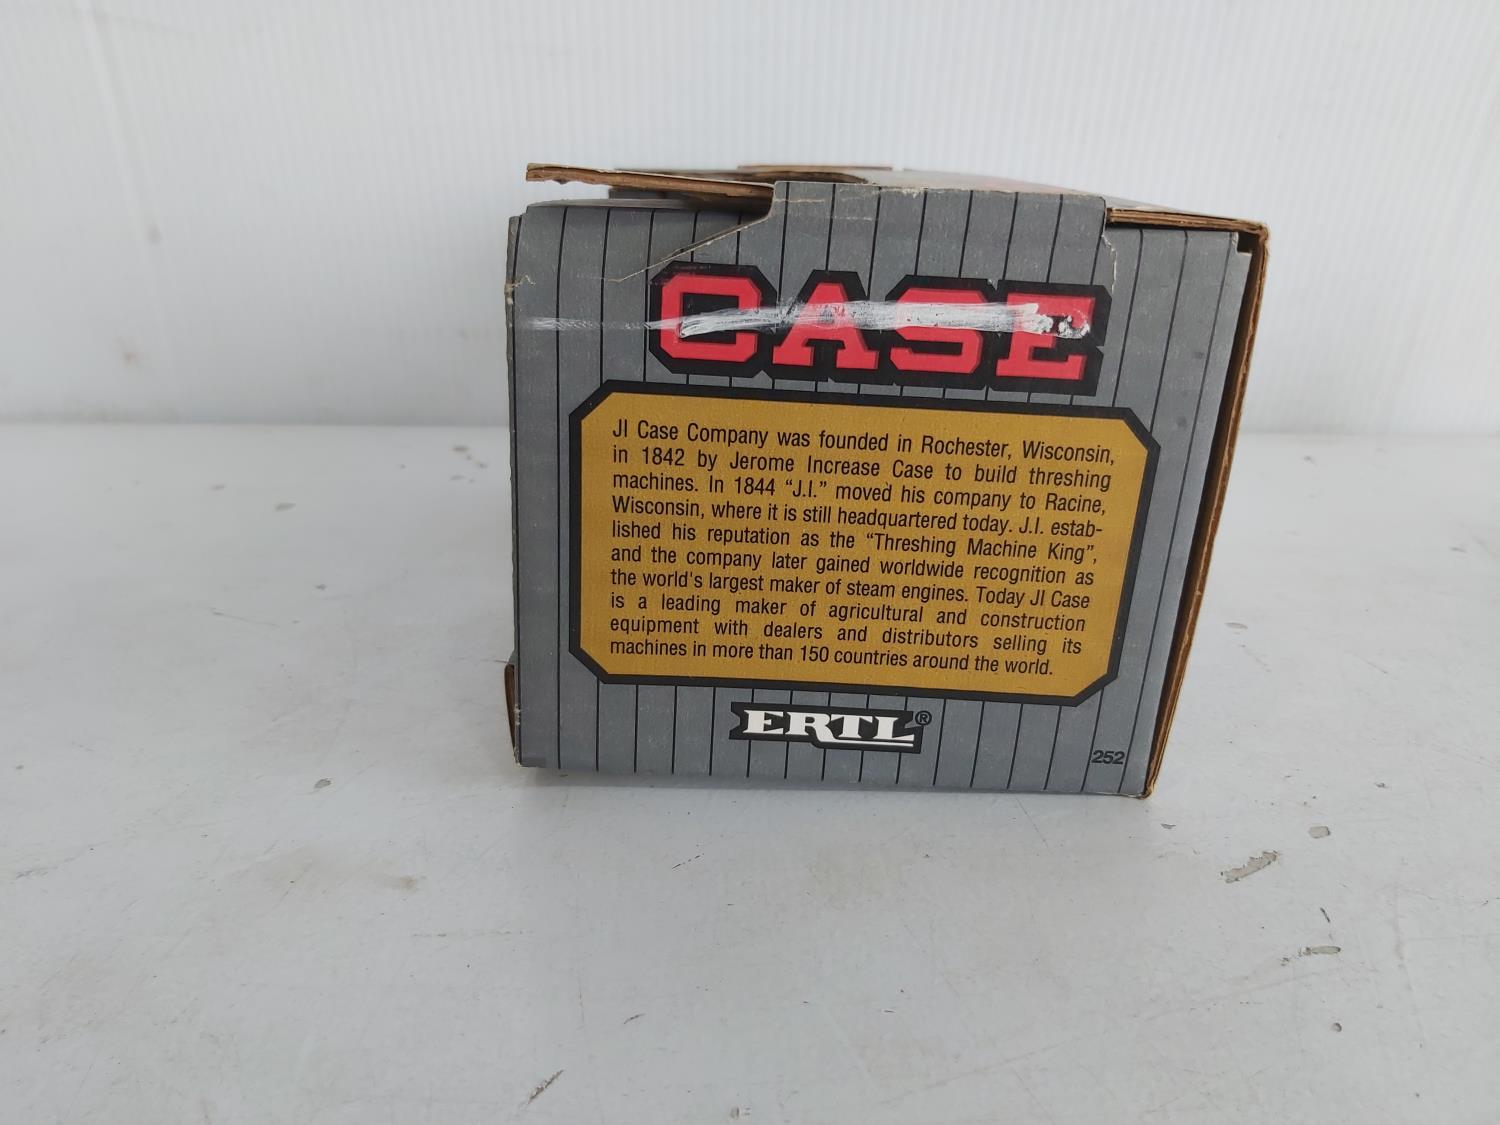 CASE
JI Case Company was founded in Rochester, Wisconsin,
in 1842 by Jerome Increase Case to build threshing
machines. In 1844 “J.I.” moved his company to Racine,
Wisconsin, where it is still headquartered today. J.I. estab-
lished his reputation as the “Threshing Machine King”,
and the company later gained worldwide recognition as
the world's largest maker of steam engines. Today JI Case
is a leading maker of agricultural and construction
equipment with dealers and distributors selling its
machines in more than 150 countries around the world.
ERTL®
252